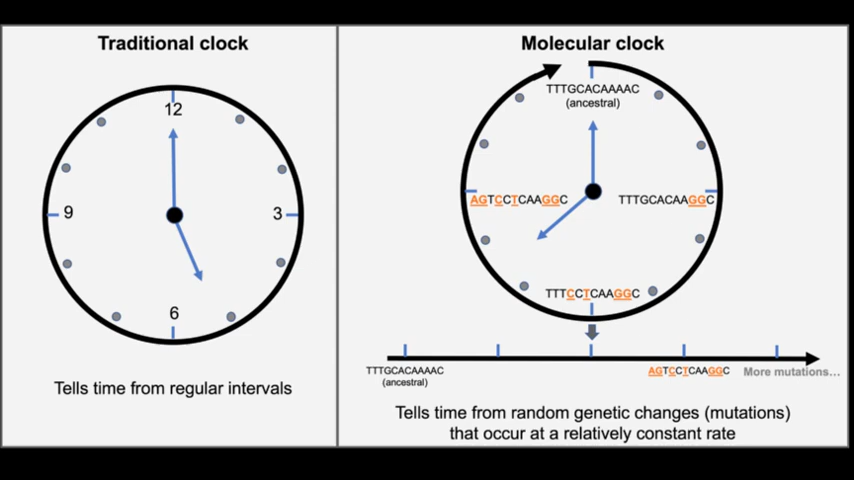 Traditional clock
12
9
3
6
Tells time from regular intervals
Molecular clock
TTTGCACAAAAC
(ancestral)
AGTCCTCAAGGC
TTTGCACAAGGC
TTTCCTCAAGGC
TTTGCACAAAAC
(ancestral)
AGTCCTCAAGGC
More mutations...
Tells time from random genetic changes (mutations)
that occur at a relatively constant rate